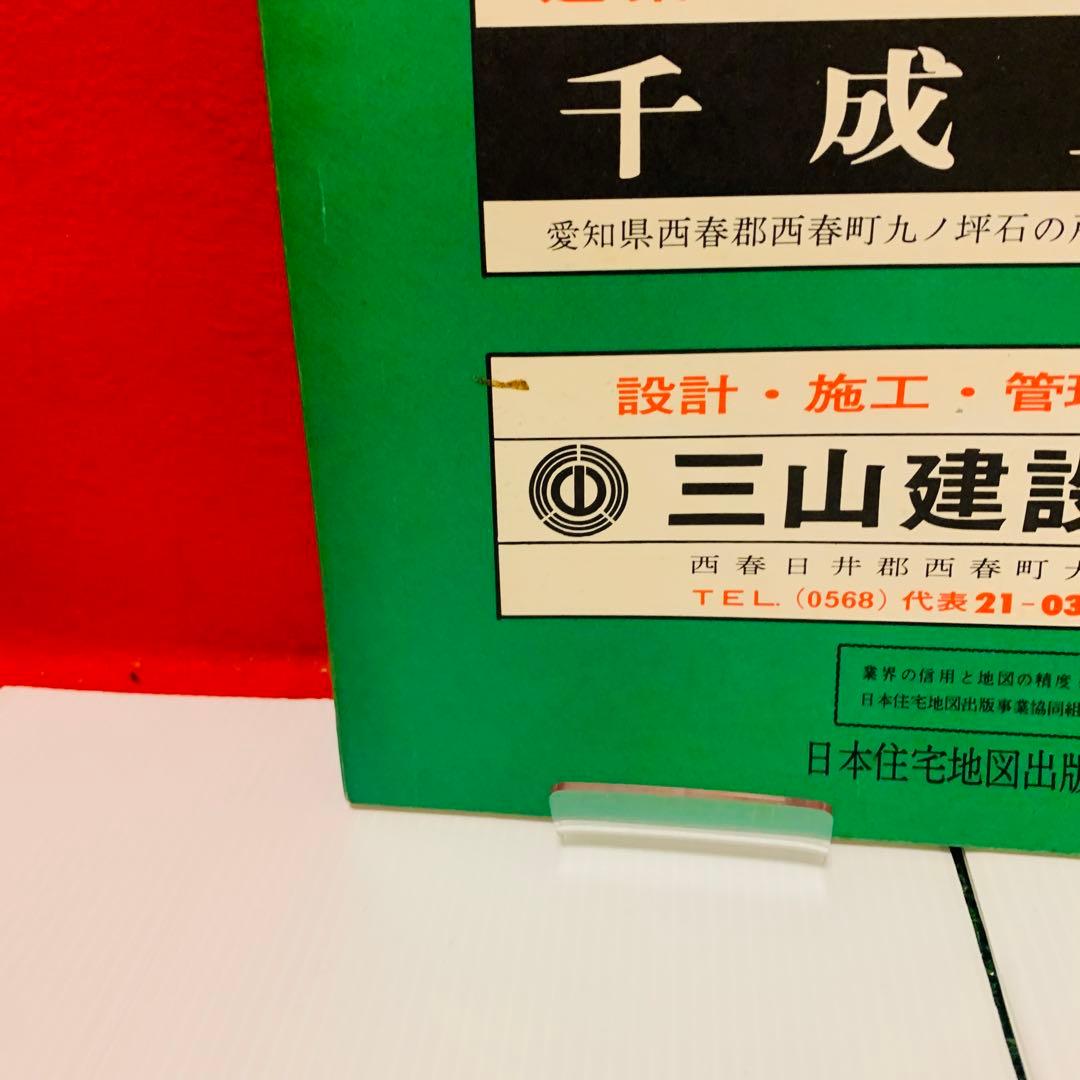 千成
愛知県西春郡西春町九ノ坪石の
設計・施工・管
三山建設
西春日井郡西春町
TEL.(0568)代表21-03
業界の信用と地図の精度
日本住宅地図出版事業協同組
日本住宅地図出版